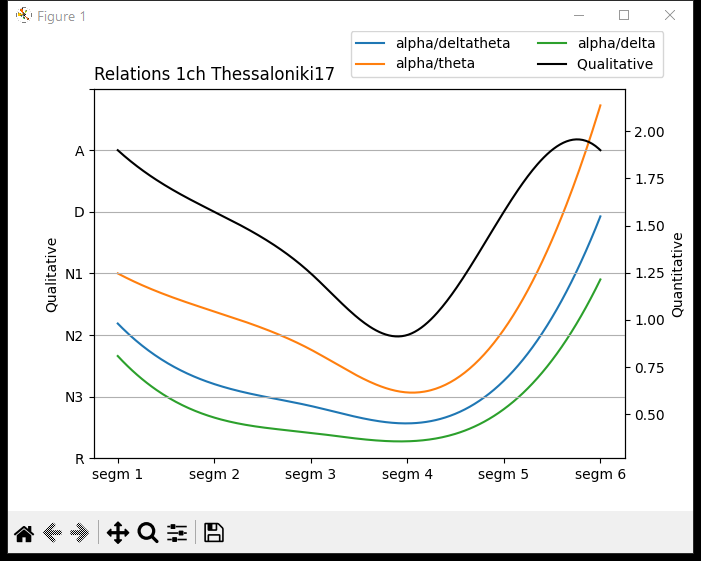 Figure 1
alpha/deltatheta alpha/delta
alpha/theta Qualitative
Relations 1ch Thessaloniki17
A
D
N1
N2
N3
R
Qualitative
2.00
1.75
1.50
1.25
1.00
0.75
0.50
Quantitative
segm 1 segm 2 segm 3 segm 4 segm 5 segm 6